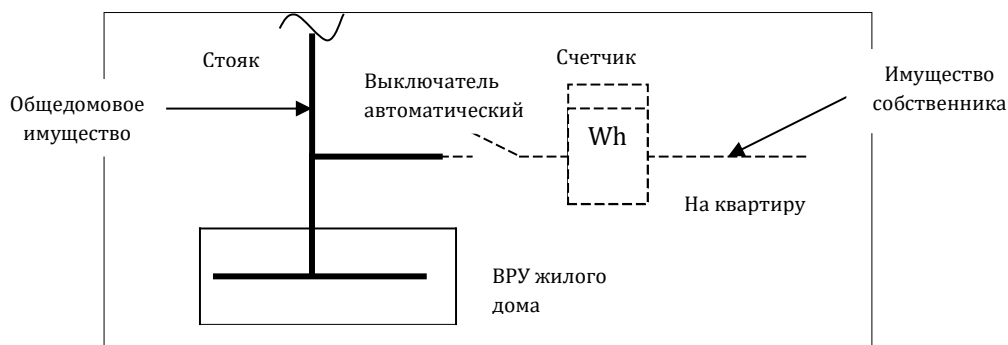 Стояк
Общедомовое
имущество
Выключатель
автоматический
Счетчик
Wh
Имущество
собственника
На квартиру
ВРУ жилого
дома